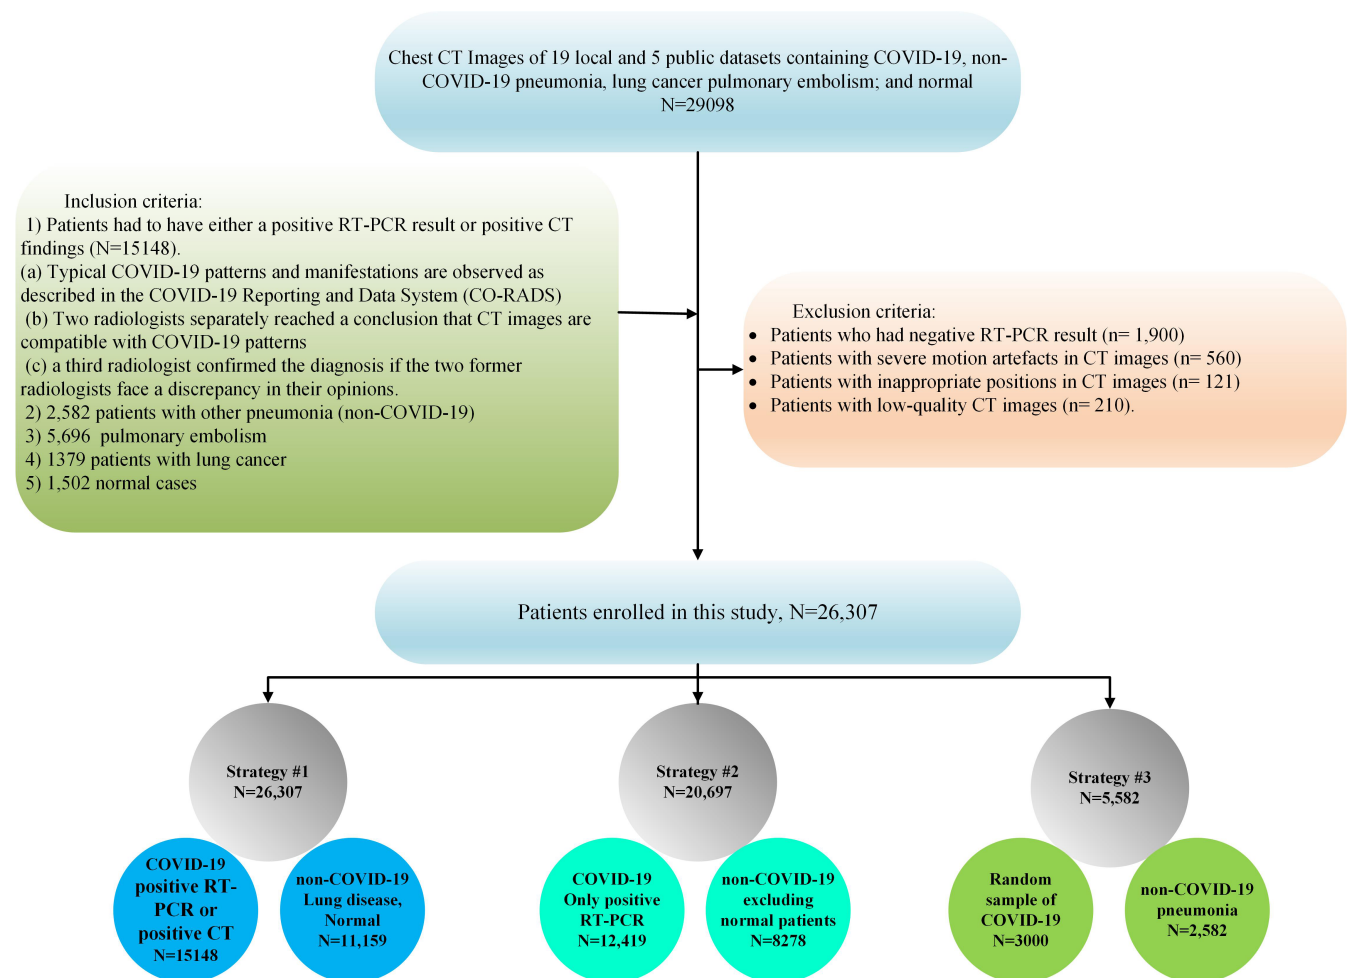 Chest CT Images of 19 local and 5 public datasets containing COVID-19, non-
COVID-19 pneumonia, lung cancer pulmonary embolism; and normal
N=29098
Inclusion criteria:
1) Patients had to have either a positive RT-PCR result or positive CT
findings (N=15148).
(a) Typical COVID-19 patterns and manifestations are observed as
described in the COVID-19 Reporting and Data System (CO-RADS)
(b) Two radiologists separately reached a conclusion that CT images are
compatible with COVID-19 patterns
(c) a third radiologist confirmed the diagnosis if the two former
radiologists face a discrepancy in their opinions.
2) 2,582 patients with other pneumonia (non-COVID-19)
3) 5,696 pulmonary embolism
4) 1379 patients with lung cancer
5) 1,502 normal cases
Exclusion criteria:
• Patients who had negative RT-PCR result (n= 1,900)
• Patients with severe motion artefacts in CT images (n= 560)
• Patients with inappropriate positions in CT images (n= 121)
• Patients with low-quality CT images (n= 210).
Patients enrolled in this study, N=26,307
Strategy #1
N=26,307
COVID-19
positive RT-
PCR or
positive CT
N=15148
non-COVID-19
Lung disease,
Normal
N=11,159
Strategy #2
N=20,697
COVID-19
Only positive
RT-PCR
N=12,419
non-COVID-19
excluding
normal patients
N=8278
Strategy #3
N=5,582
Random
sample of
COVID-19
N=3000
non-COVID-19
pneumonia
N=2,582